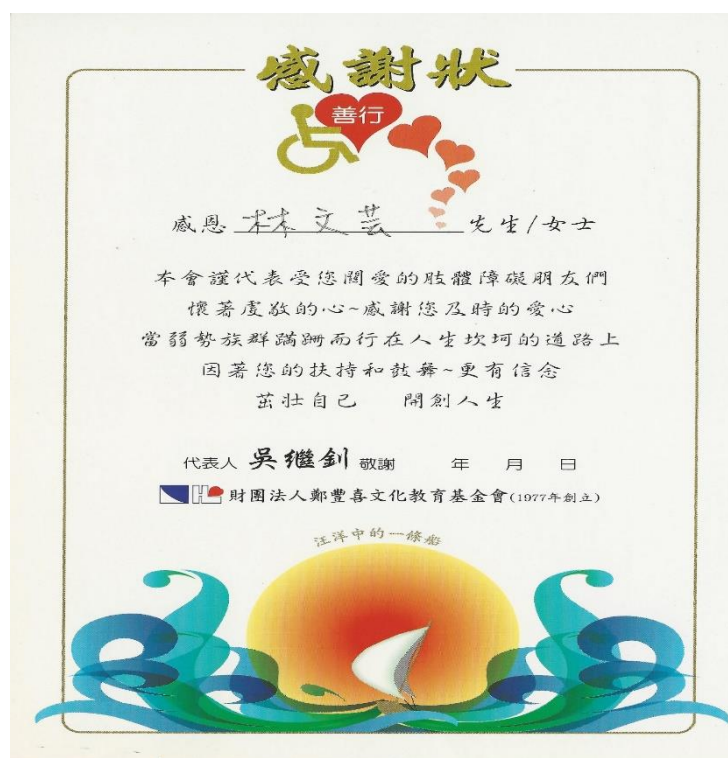 感謝狀
善行
感恩 林文芸 先生/女士
本會謹代表受您關愛的肢體障礙朋友們
懷著虔敬的心~感謝您及時的愛心
當弱勢族群蹣跚而行在人生坎坷的道路上
因著您的扶持和鼓舞~更有信念
茁壯自己 開創人生
代表人 吳繼釗 敬謝 年 月 日
財團法人鄭豐喜文化教育基金會(1977年創立)
汪洋中的一條船